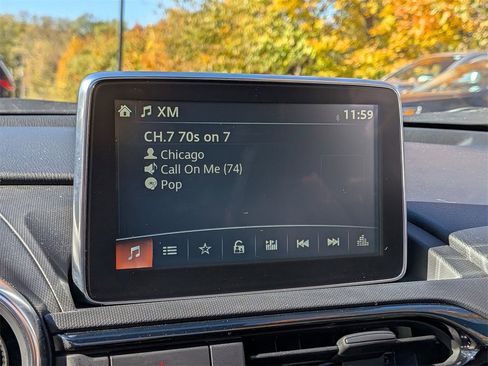 XM 11:59
CH.7 70s on 7
Chicago
Call On Me (74)
Pop